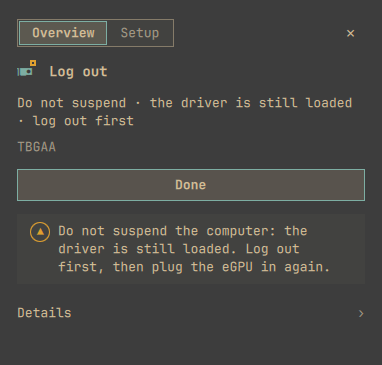 Overview Setup ×
Log out
Do not suspend · the driver is still loaded
· log out first
TBGAA
Done
Do not suspend the computer: the
driver is still loaded. Log out
first, then plug the eGPU in again.
Details ›